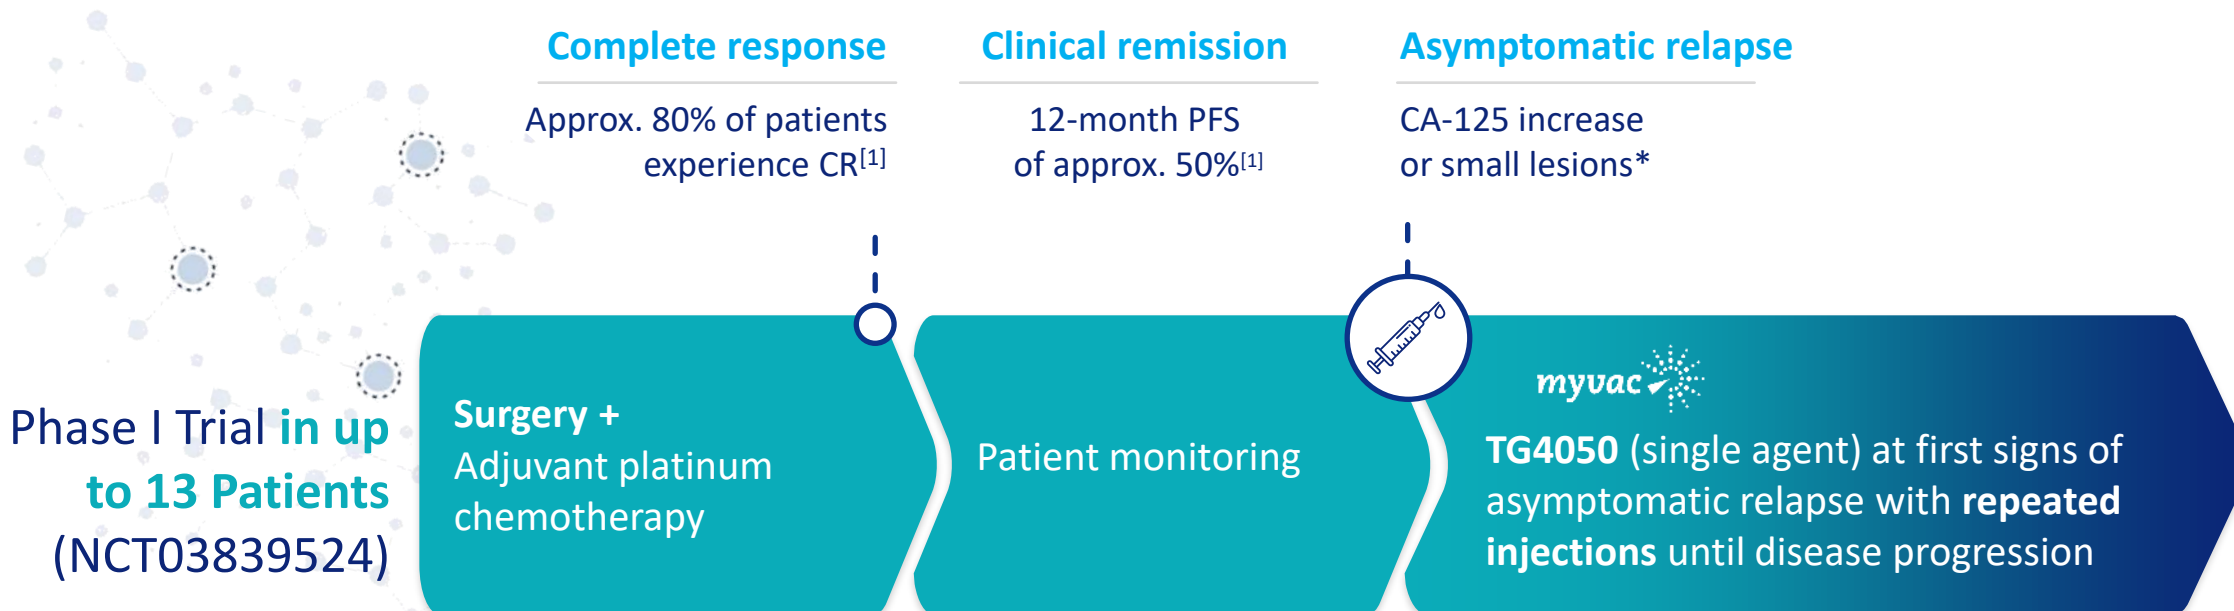 Complete response
Approx. 80% of patients
experience CR[1]
Clinical remission
12-month PFS
of approx. 50%[1]
Asymptomatic relapse
CA-125 increase
or small lesions*
Phase I Trial in up
to 13 Patients
(NCT03839524)
Surgery +
Adjuvant platinum
chemotherapy
Patient monitoring
myvac
TG4050 (single agent) at first signs of
asymptomatic relapse with repeated
injections until disease progression